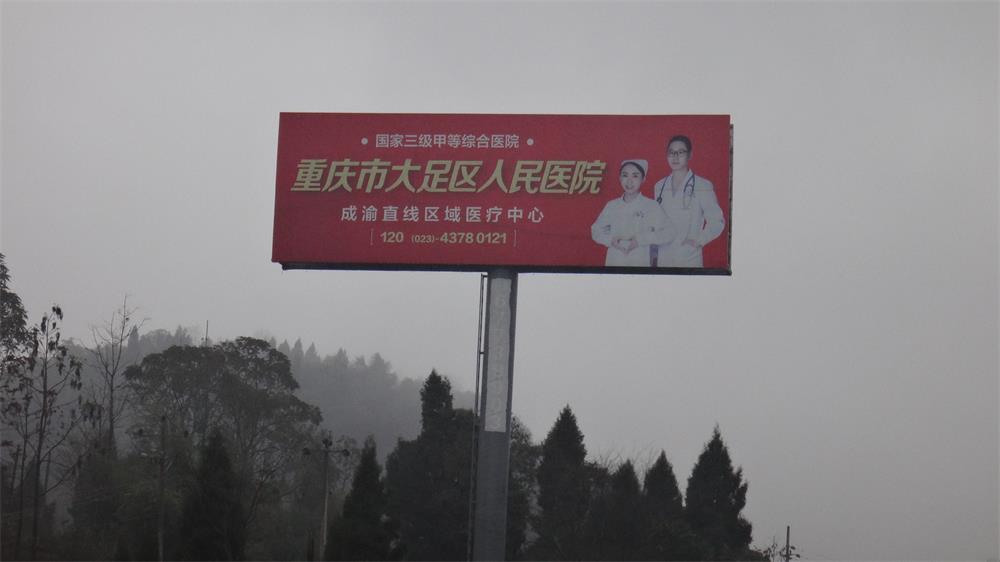 • 国家三级甲等综合医院 •
重庆市大足区人民医院
成渝直线区域医疗中心
[ 120 (023)-4378 0121 ]